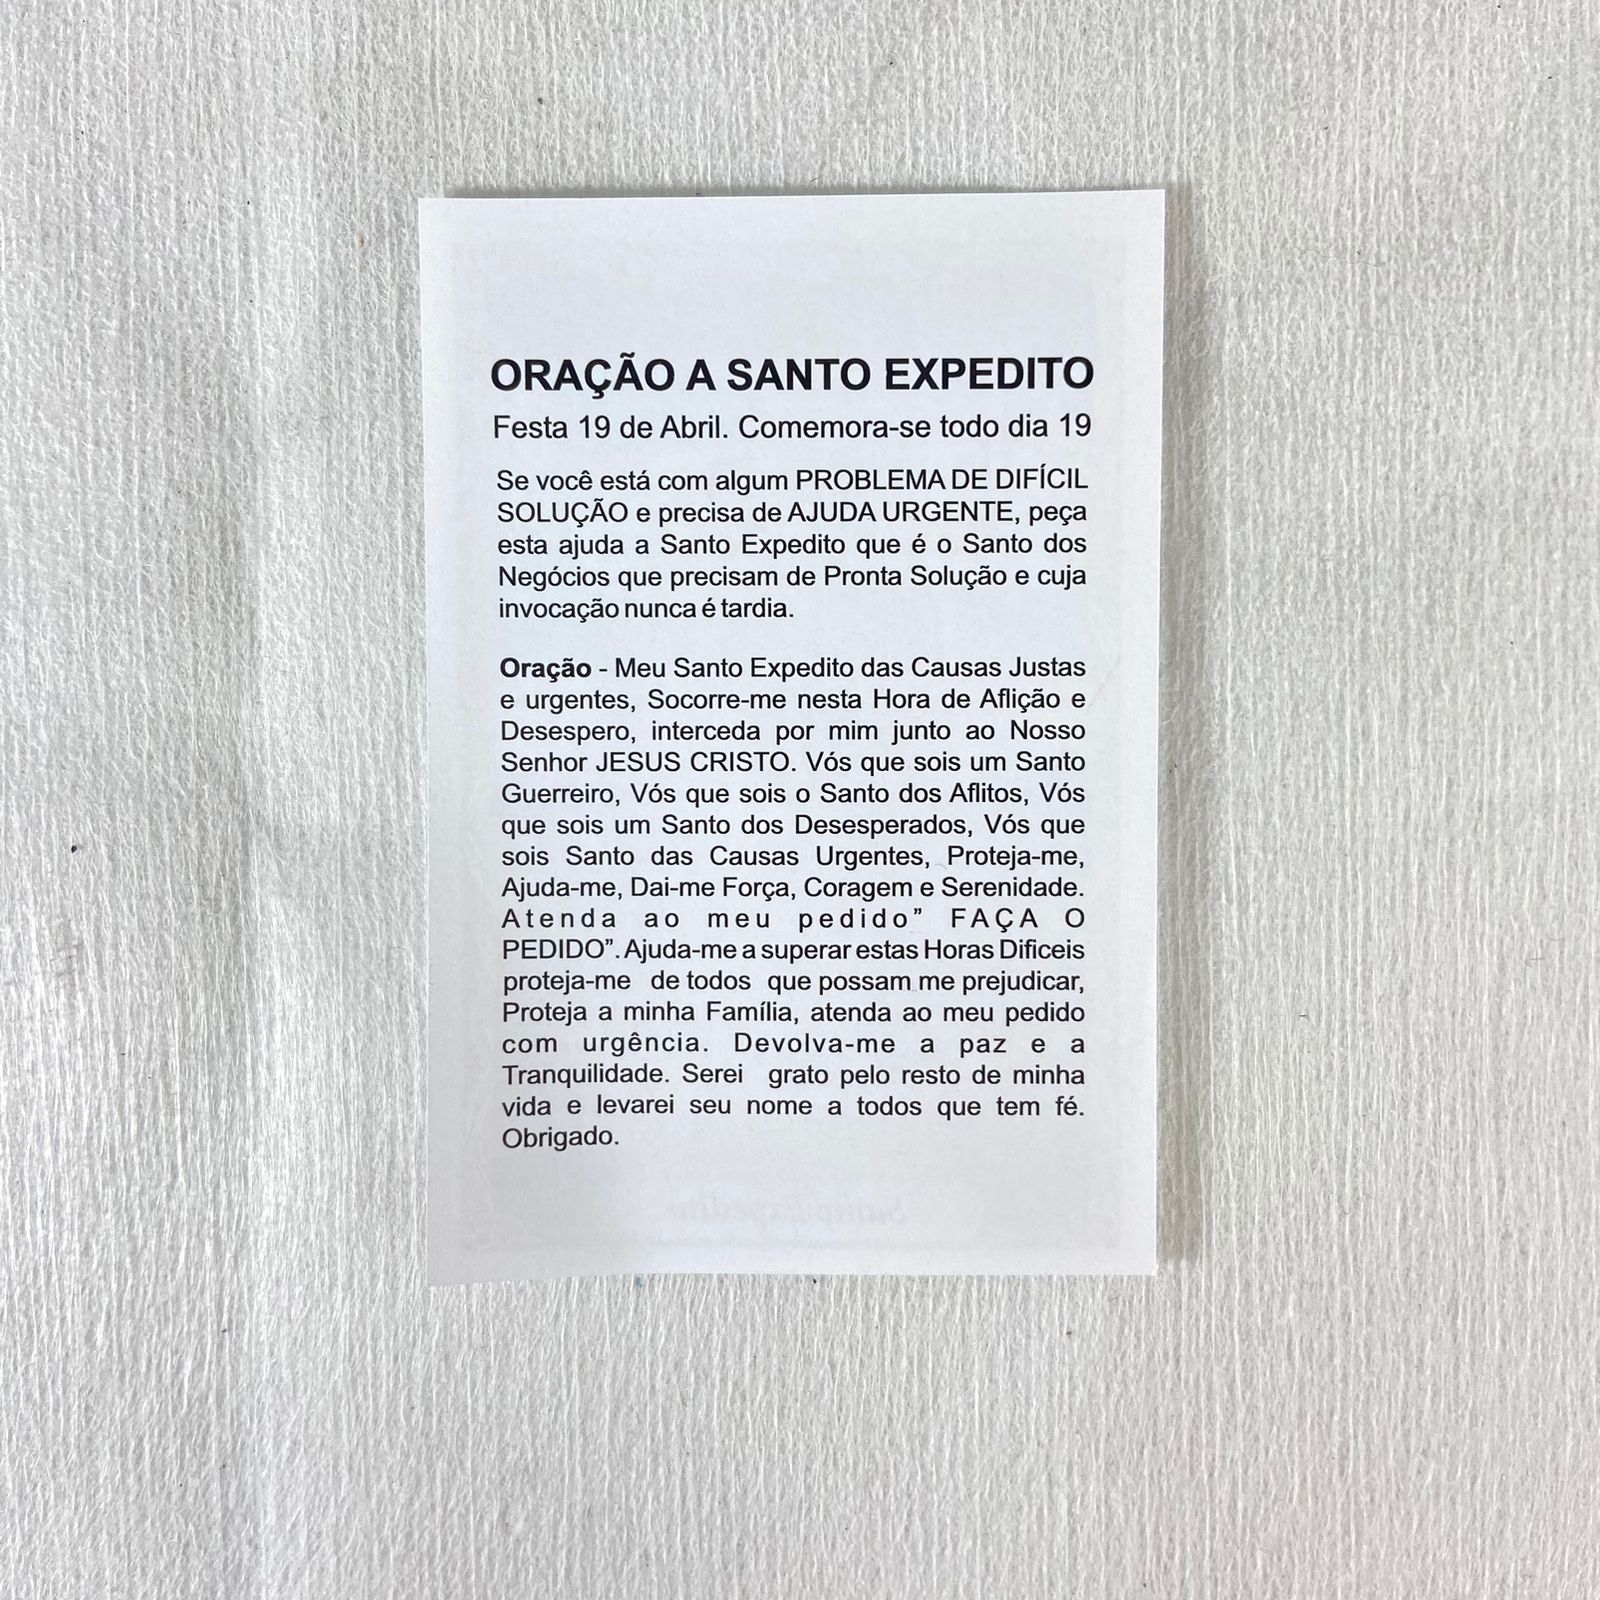 ORAÇÃO A SANTO EXPEDITO
Festa 19 de Abril. Comemora-se todo dia 19
Se você está com algum PROBLEMA DE DIFÍCIL
SOLUÇÃO e precisa de AJUDA URGENTE, peça
esta ajuda a Santo Expedito que é o Santo dos
Negócios que precisam de Pronta Solução e cuja
invocação nunca é tardia.
Oração - Meu Santo Expedito das Causas Justas
e urgentes, Socorre-me nesta Hora de Aflição e
Desespero, interceda por mim junto ao Nosso
Senhor JESUS CRISTO. Vós que sois um Santo
Guerreiro, Vós que sois o Santo dos Aflitos, Vós
que sois um Santo dos Desesperados, Vós que
sois Santo das Causas Urgentes, Proteja-me,
Ajuda-me, Dai-me Força, Coragem e Serenidade.
Atenda ao meu pedido” FAÇA O
PEDIDO”. Ajuda-me a superar estas Horas Dificeis
proteja-me de todos que possam me prejudicar,
Proteja a minha Família, atenda ao meu pedido
com urgência. Devolva-me a paz e a
Tranquilidade. Serei grato pelo resto de minha
vida e levarei seu nome a todos que tem fé.
Obrigado.
Santo Expedito